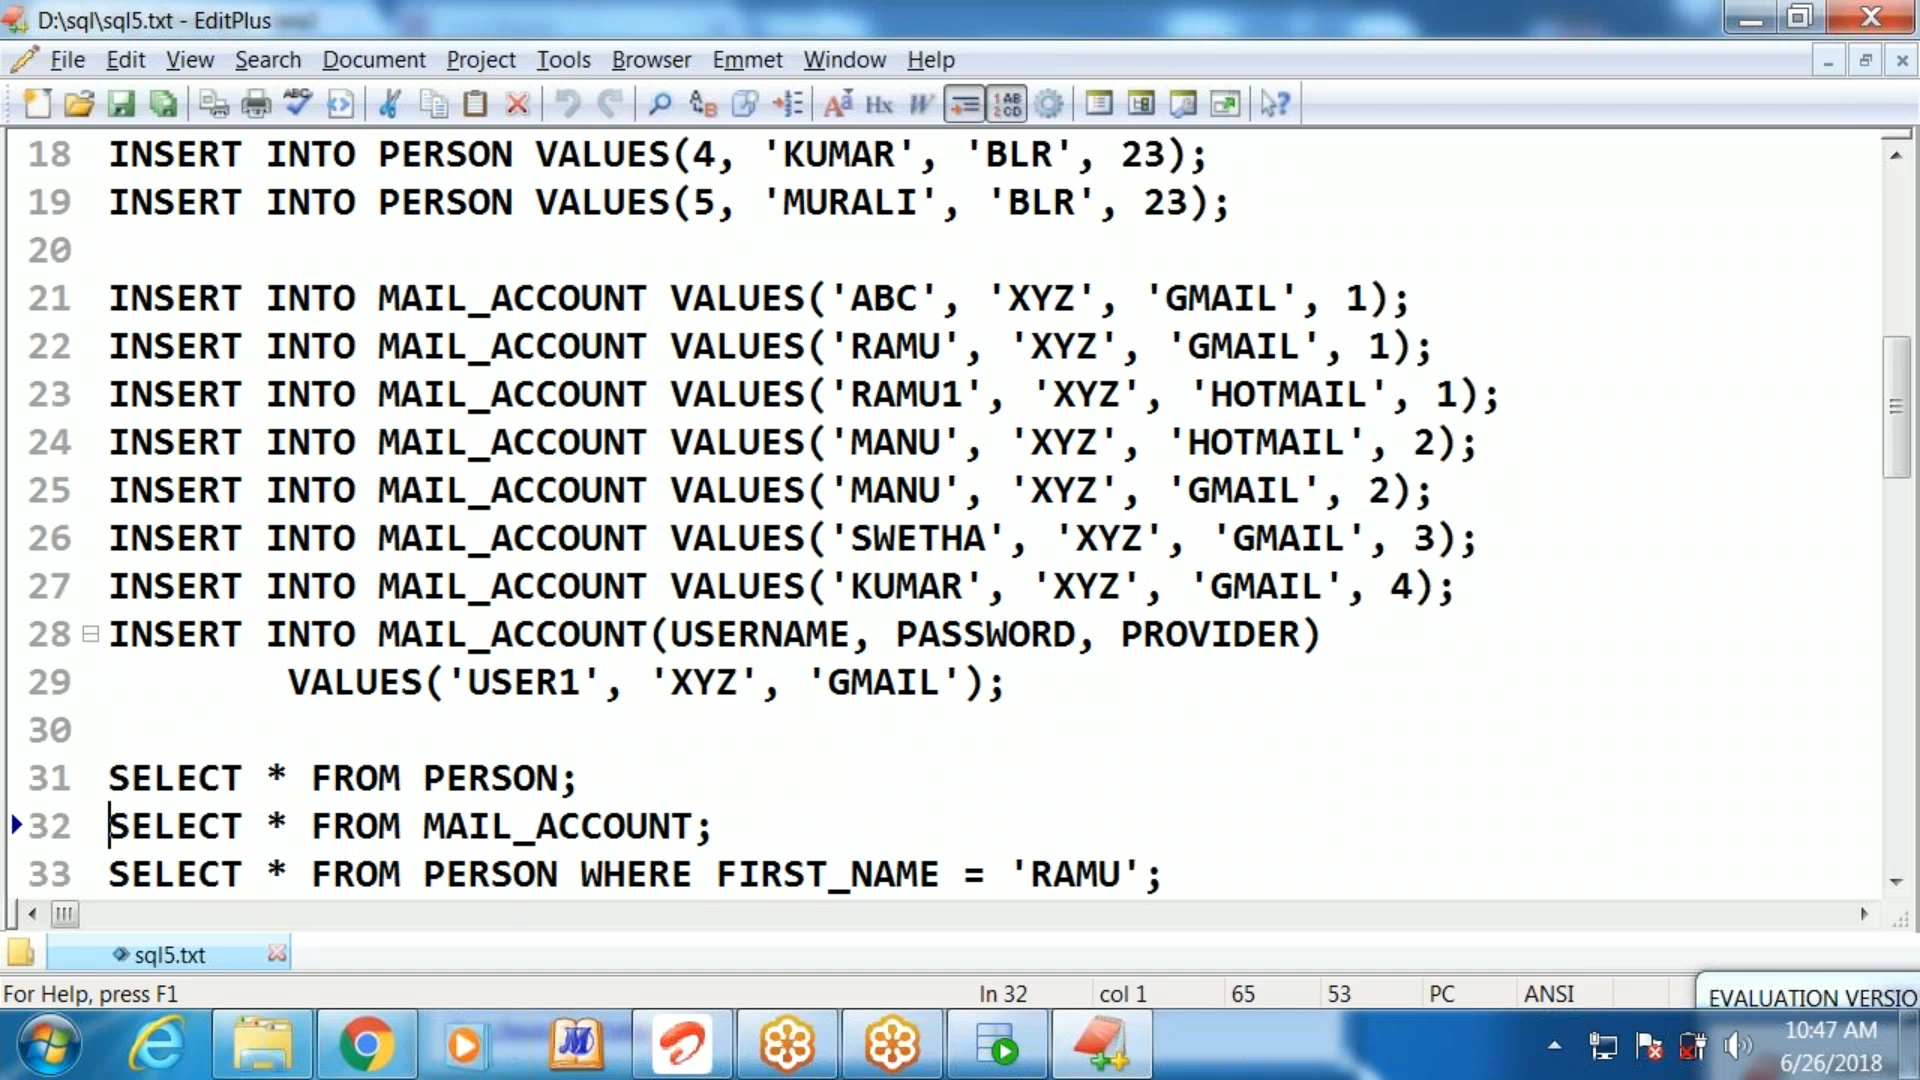 D:\sql\sql5.txt - EditPlus
File Edit View Search Document Project Tools Browser Emmet Window Help
18 INSERT INTO PERSON VALUES(4, 'KUMAR', 'BLR', 23);
19 INSERT INTO PERSON VALUES(5, 'MURALI', 'BLR', 23);
20
21 INSERT INTO MAIL_ACCOUNT VALUES('ABC', 'XYZ', 'GMAIL', 1);
22 INSERT INTO MAIL_ACCOUNT VALUES('RAMU', 'XYZ', 'GMAIL', 1);
23 INSERT INTO MAIL_ACCOUNT VALUES('RAMU1', 'XYZ', 'HOTMAIL', 1);
24 INSERT INTO MAIL_ACCOUNT VALUES('MANU', 'XYZ', 'HOTMAIL', 2);
25 INSERT INTO MAIL_ACCOUNT VALUES('MANU', 'XYZ', 'GMAIL', 2);
26 INSERT INTO MAIL_ACCOUNT VALUES('SWETHA', 'XYZ', 'GMAIL', 3);
27 INSERT INTO MAIL_ACCOUNT VALUES('KUMAR', 'XYZ', 'GMAIL', 4);
28 INSERT INTO MAIL_ACCOUNT(USERNAME, PASSWORD, PROVIDER)
29 VALUES('USER1', 'XYZ', 'GMAIL');
30
31 SELECT * FROM PERSON;
32 SELECT * FROM MAIL_ACCOUNT;
33 SELECT * FROM PERSON WHERE FIRST_NAME = 'RAMU';
sql5.txt
For Help, press F1 ln 32 col 1 65 53 PC ANSI EVALUATION VERSIO
10:47 AM
6/26/2018